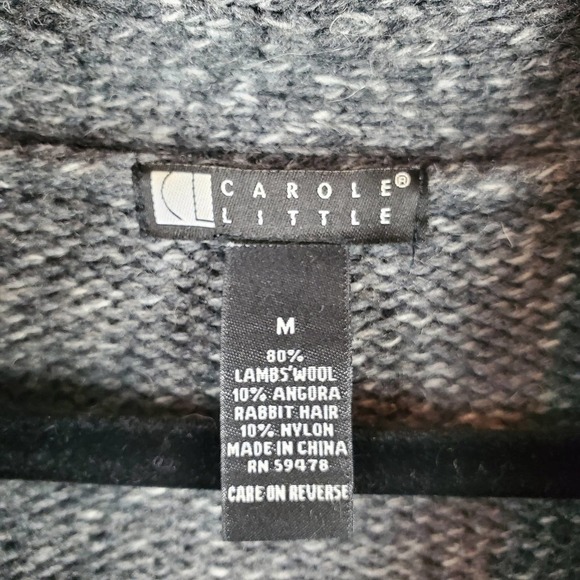 CAROLE®
LITTLE
M
80%
LAMBS'WOOL
10% ANGORA
RABBIT HAIR
10% NYLON
MADE IN CHINA
RN 59478
CARE ON REVERSE